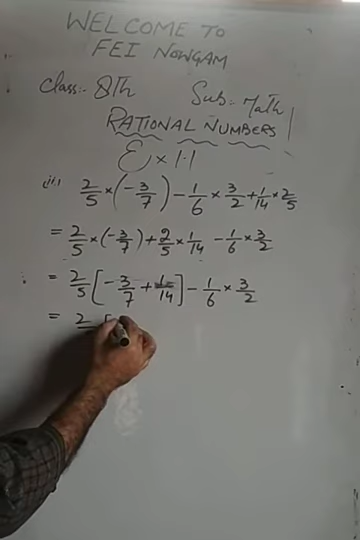 WELCOME TO
FEI NOWGAM
Class:- 8Th Sub:- Math
RATIONAL NUMBERS
Ex 1.1
(ii) 2/5 × (-3/7) - 1/6 × 3/2 + 1/14 × 2/5
= 2/5 × (-3/7) + 2/5 × 1/14 - 1/6 × 3/2
= 2/5 [-3/7 + 1/14] - 1/6 × 3/2
= 2 [